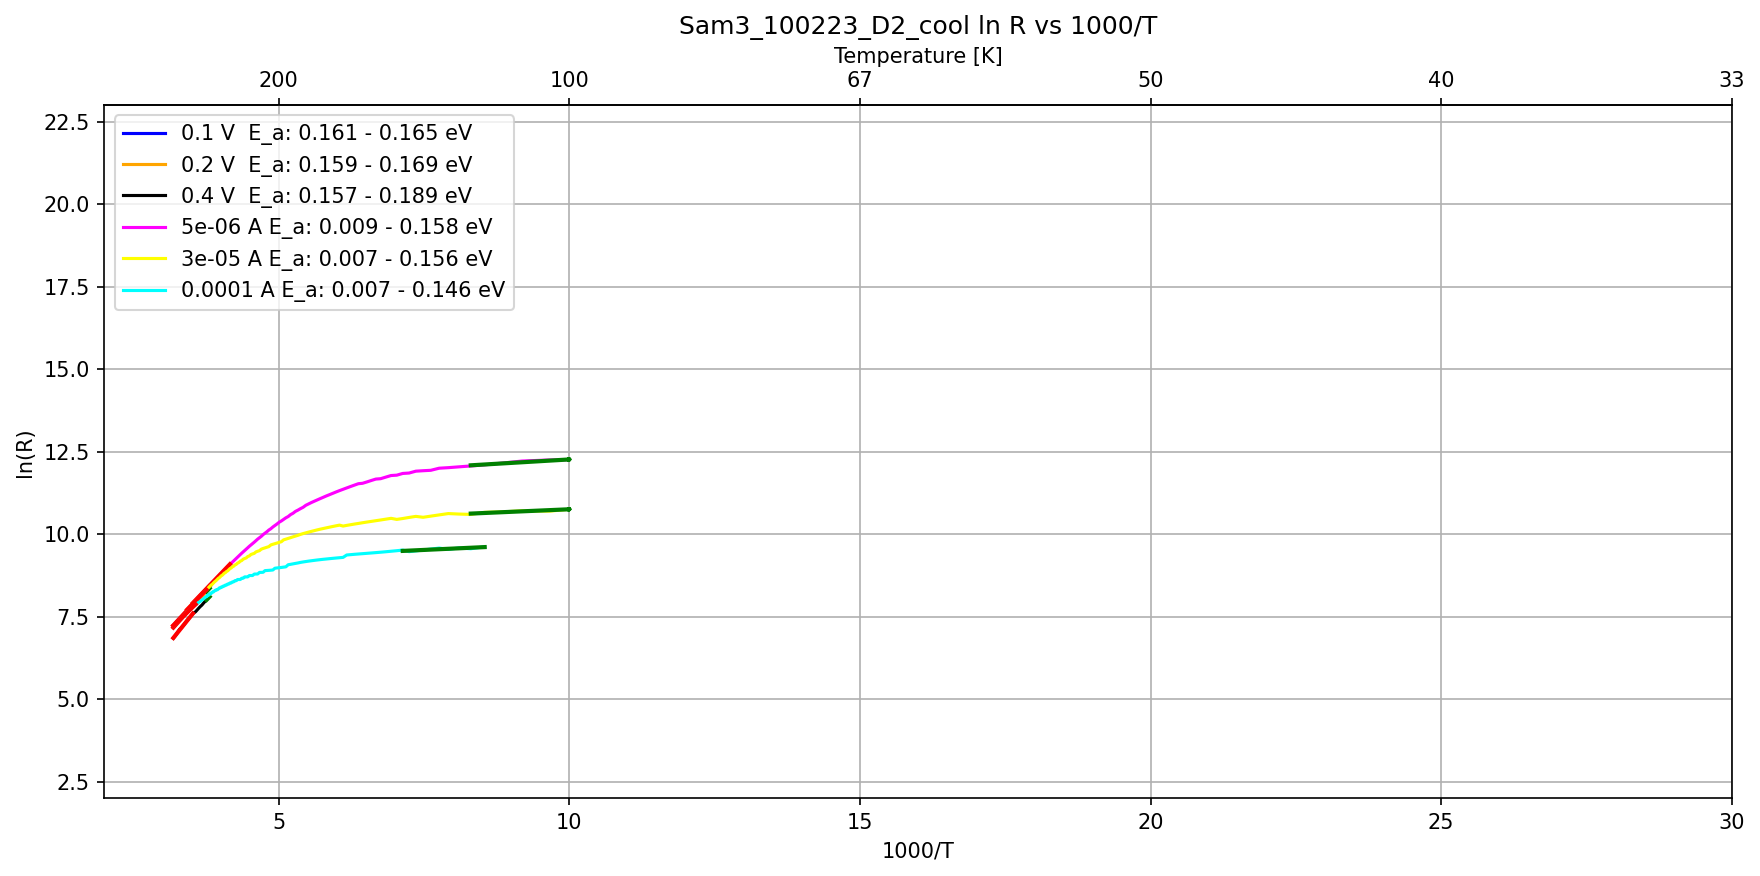 Sam3_100223_D2_cool ln R vs 1000/T
Temperature [K]
200 100 67 50 40 33
0.1 V  E_a: 0.161 - 0.165 eV
0.2 V  E_a: 0.159 - 0.169 eV
0.4 V  E_a: 0.157 - 0.189 eV
5e-06 A E_a: 0.009 - 0.158 eV
3e-05 A E_a: 0.007 - 0.156 eV
0.0001 A E_a: 0.007 - 0.146 eV
22.5
20.0
17.5
15.0
12.5
10.0
7.5
5.0
2.5
ln(R)
5 10 15 20 25 30
1000/T